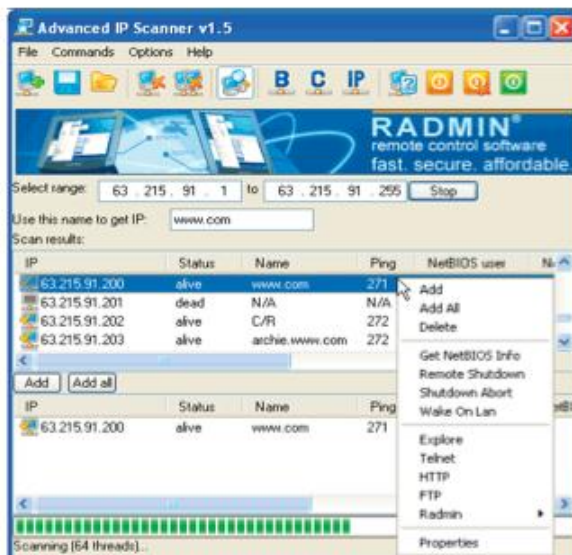 Advanced IP Scanner v1.5
File Commands Options Help
B C IP
RADMIN®
remote control software
fast. secure. affordable.
Select range: 63 . 215 . 91 . 1 to 63 . 215 . 91 . 255 Stop
Use this name to get IP: www.com
Scan results:
IP Status Name Ping NetBIOS user
63.215.91.200 alive www.com 271
63.215.91.201 dead N/A N/A
63.215.91.202 alive C/R 272
63.215.91.203 alive archie.www.com 272
Add
Add All
Delete
Get NetBIOS Info
Remote Shutdown
Shutdown Abort
Wake On Lan
Explore
Telnet
HTTP
FTP
Radmin
Properties
Add Add all
IP Status Name Ping
63.215.91.200 alive www.com 271
Scanning (64 threads)...